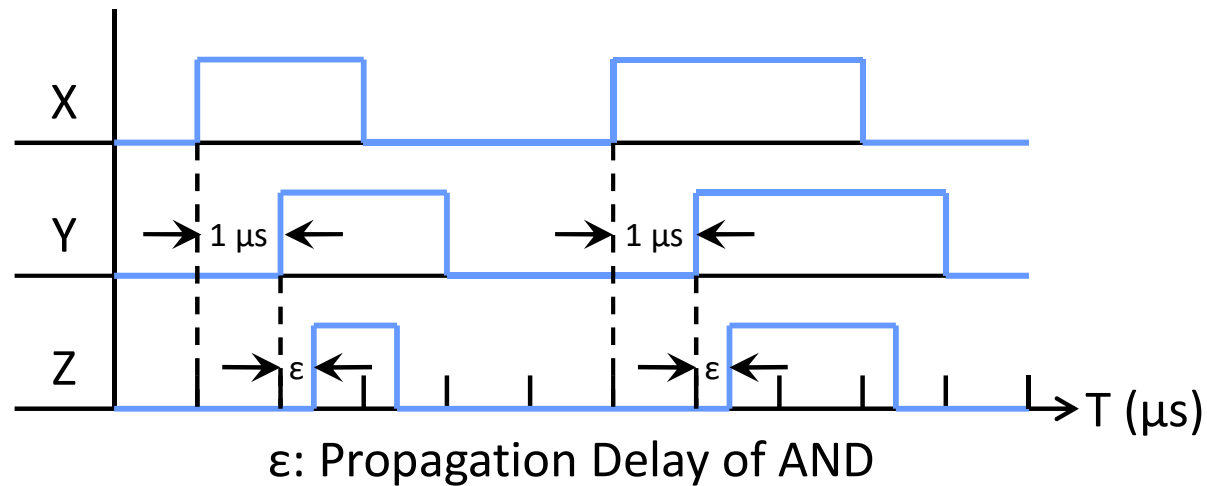 X
Y
1 μs
1 μs
Z
ε
ε
T (μs)
ε: Propagation Delay of AND